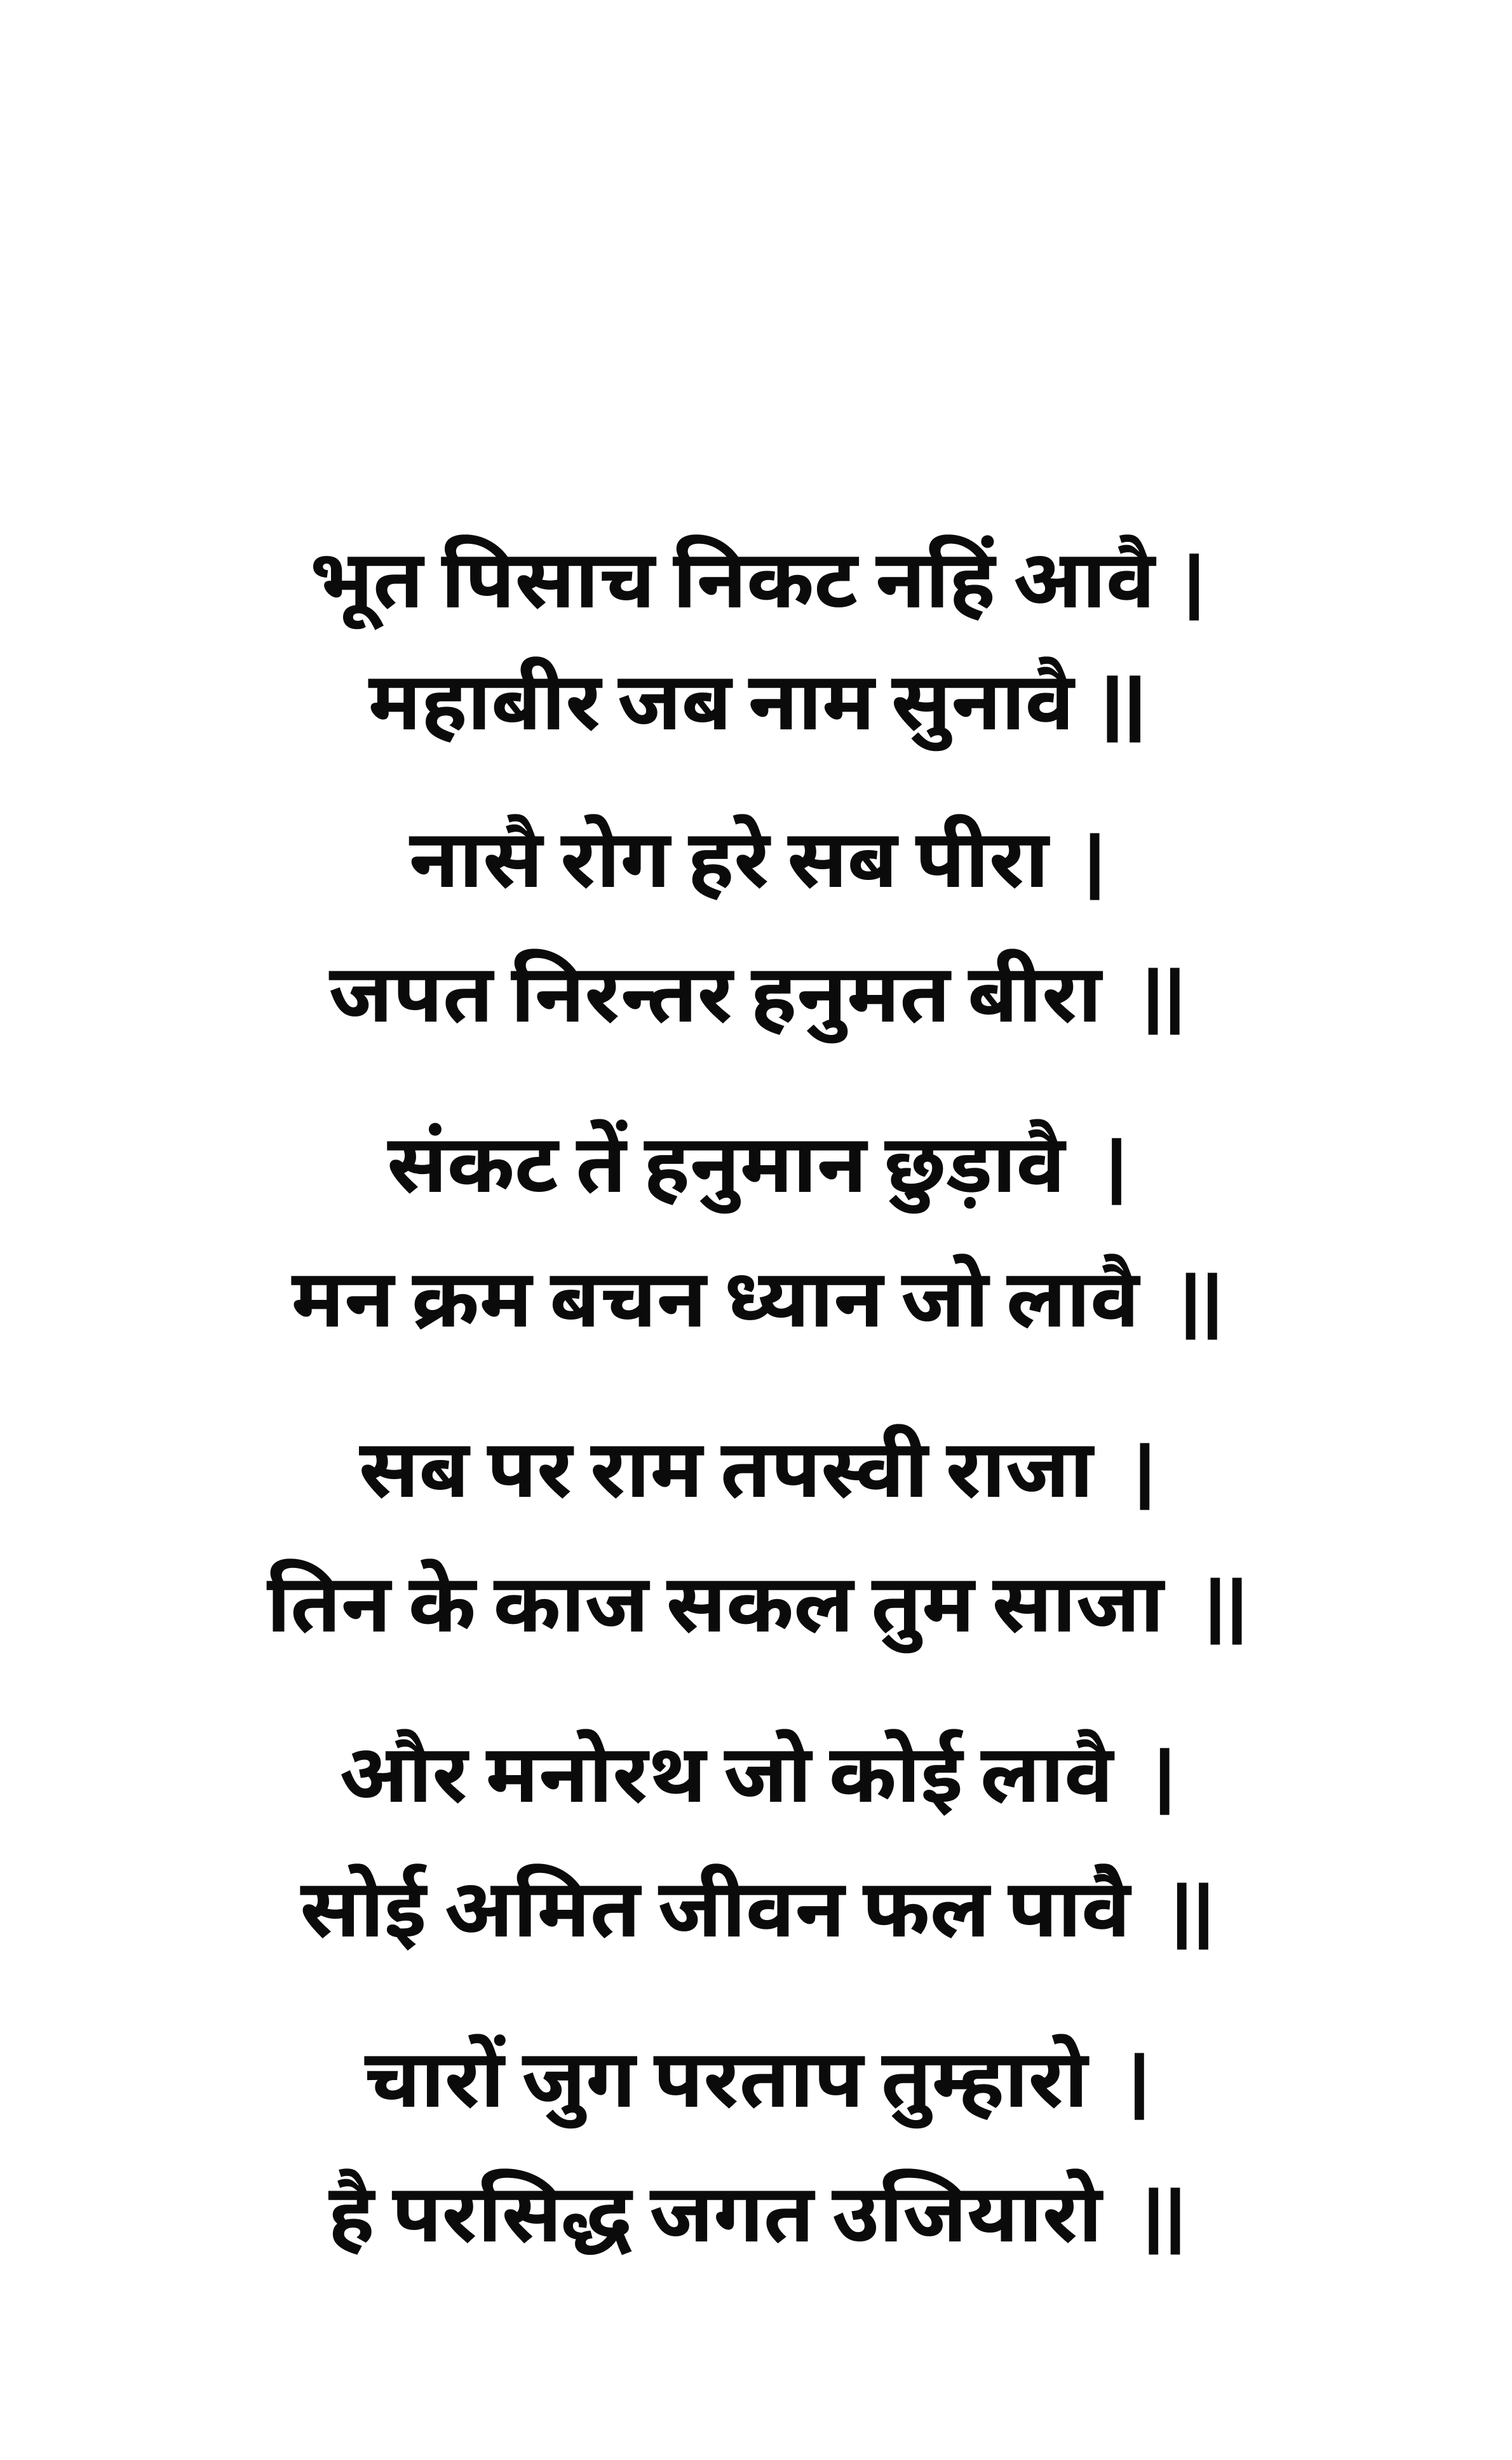 भूत पिसाच निकट नहिं आवै |
महाबीर जब नाम सुनावै ||
नासै रोग हरे सब पीरा |
जपत निरन्तर हनुमत बीरा ||
संकट तें हनुमान छुड़ावै |
मन क्रम बचन ध्यान जो लावै ||
सब पर राम तपस्वी राजा |
तिन के काज सकल तुम साजा ||
और मनोरथ जो कोई लावै |
सोई अमित जीवन फल पावै ||
चारों जुग परताप तुम्हारो |
है परसिद्ध जगत उजियारो ||